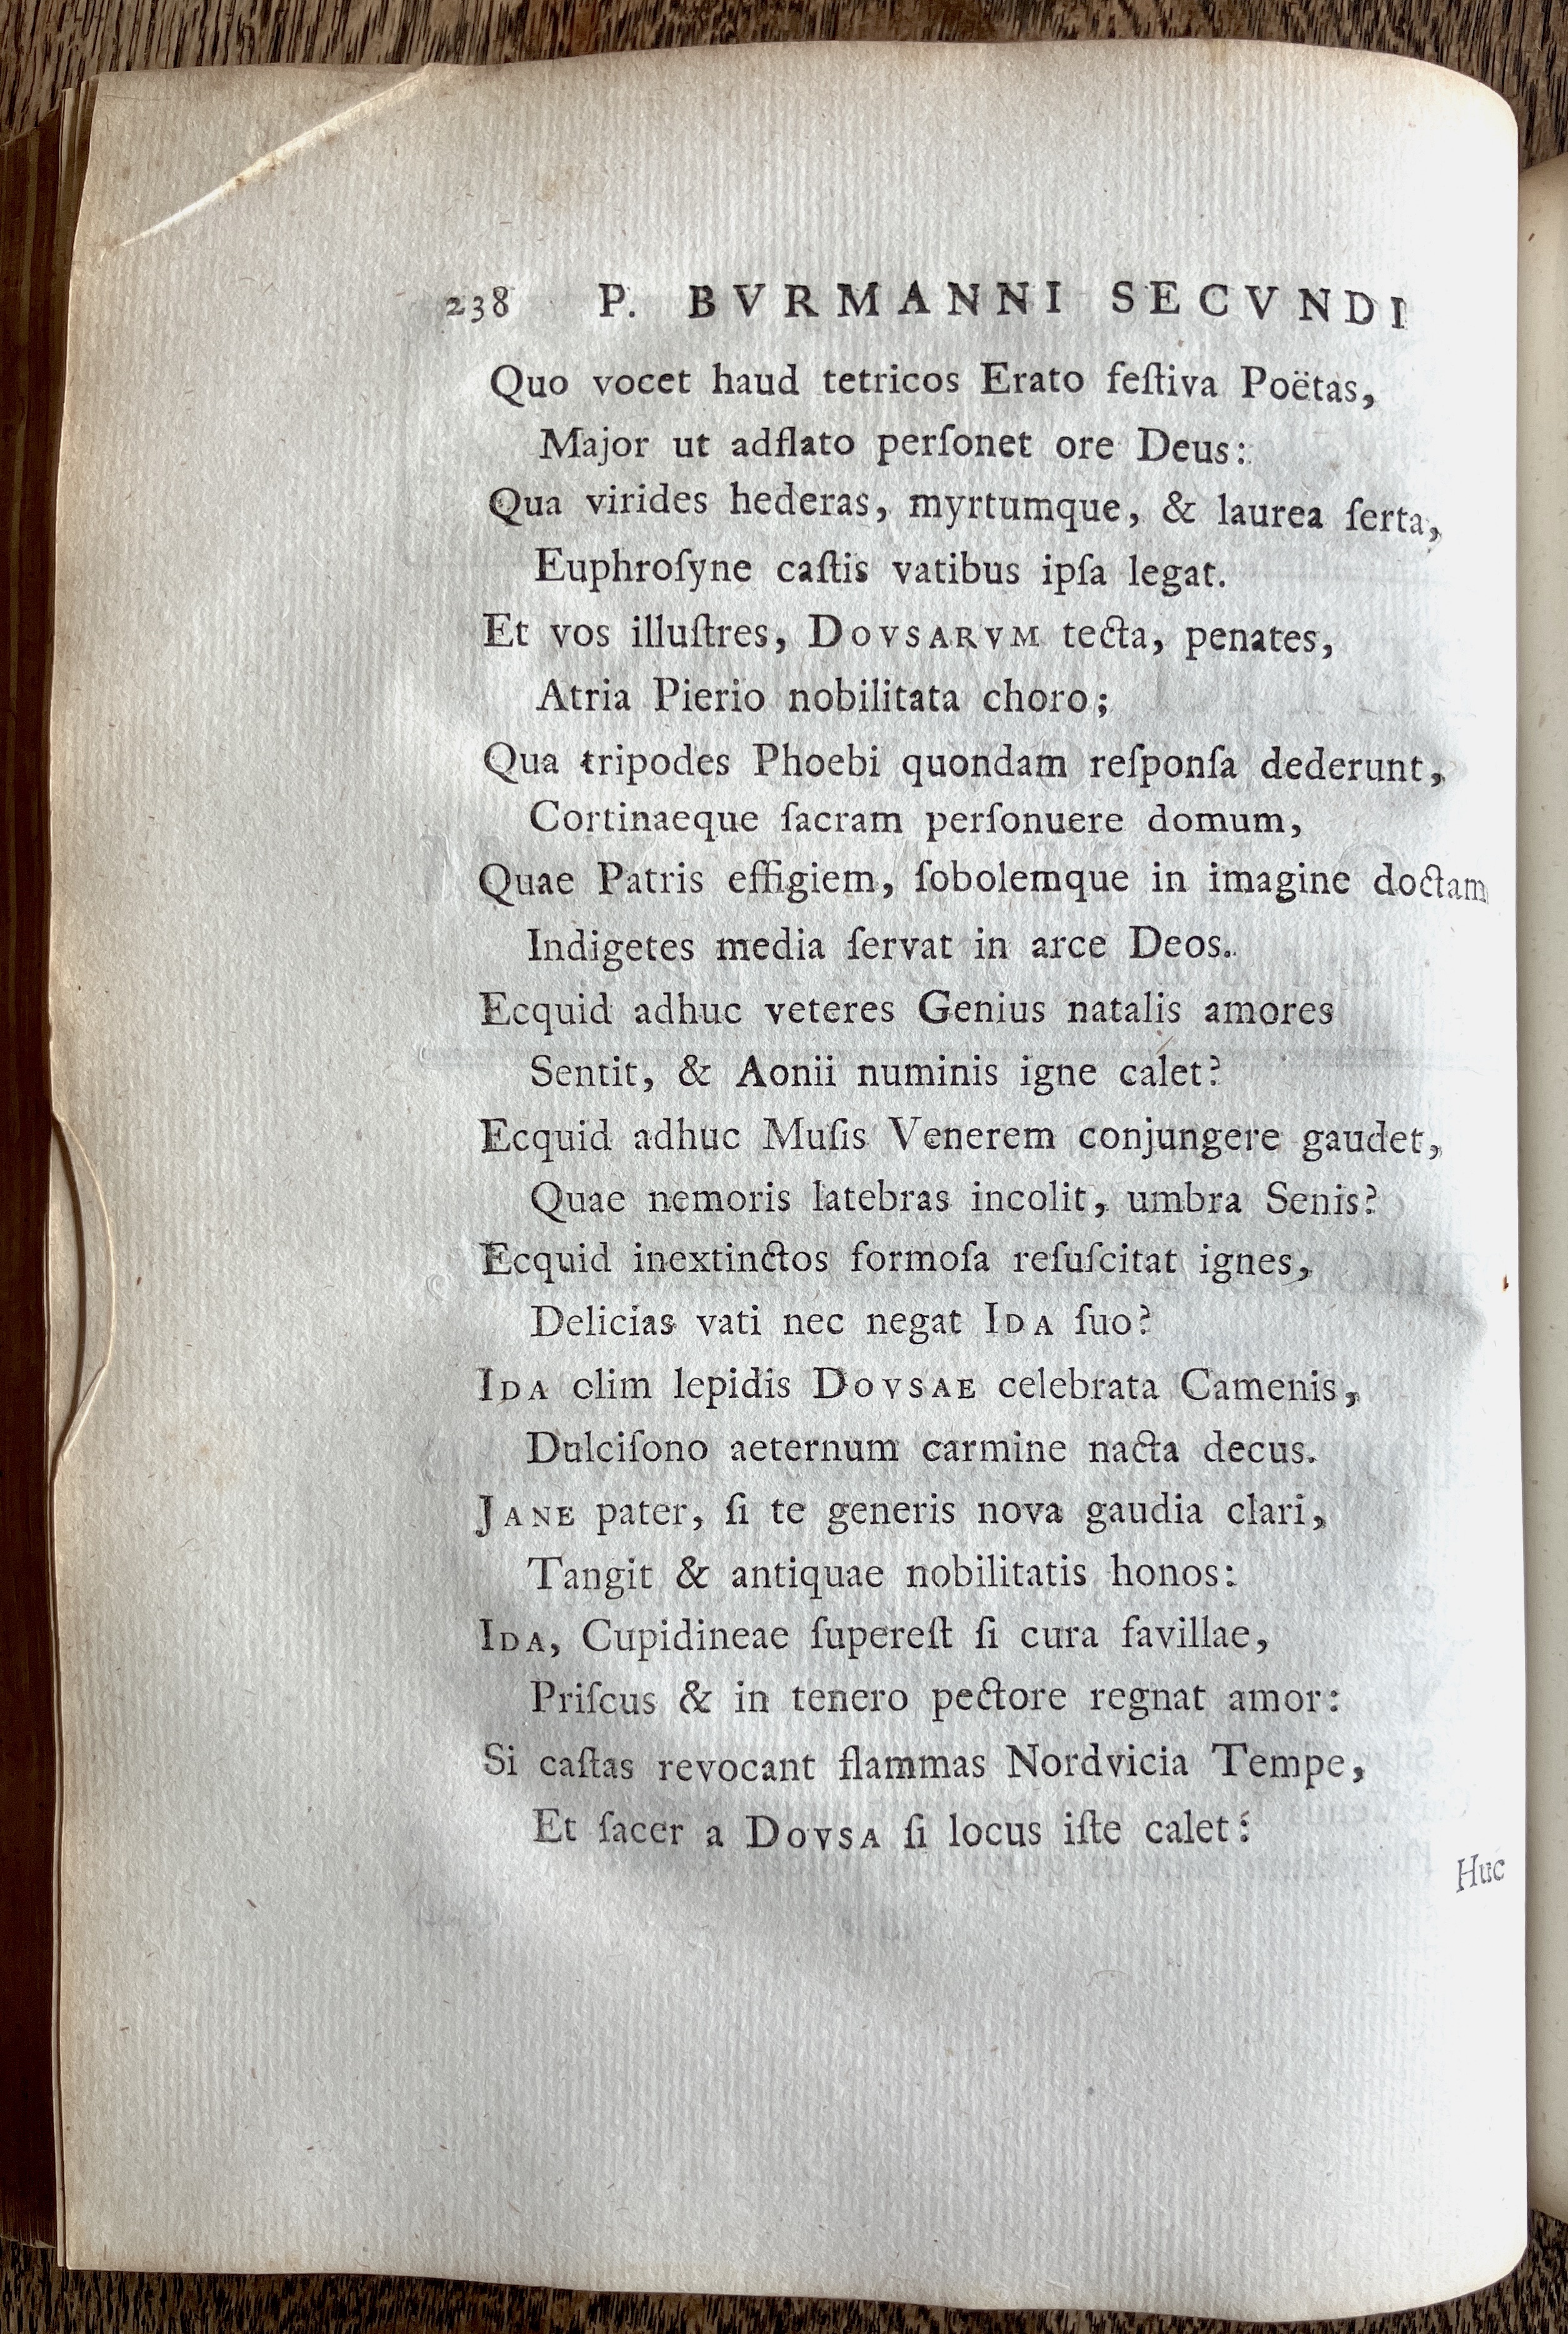 238 P. BVRMANNI SECVNDI
Quo vocet haud tetricos Erato feſtiva Poëtas,
Major ut adflato perſonet ore Deus:
Qua virides hederas, myrtumque, & laurea ſerta,
Euphroſyne caſtis vatibus ipſa legat.
Et vos illuſtres, DOVSARVM tecta, penates,
Atria Pierio nobilitata choro;
Qua tripodes Phoebi quondam reſponſa dederunt,
Cortinaeque ſacram perſonuere domum,
Quae Patris effigiem, ſobolemque in imagine doctam
Indigetes media ſervat in arce Deos.
Ecquid adhuc veteres Genius natalis amores
Sentit, & Aonii numinis igne calet?
Ecquid adhuc Muſis Venerem conjungere gaudet,
Quae nemoris latebras incolit, umbra Senis?
Ecquid inextinctos formoſa reſuſcitat ignes,
Delicias vati nec negat IDA ſuo?
IDA olim lepidis DOVSAE celebrata Camenis,
Dulciſono aeternum carmine nacta decus.
JANE pater, ſi te generis nova gaudia clari,
Tangit & antiquae nobilitatis honos:
IDA, Cupidineae ſupereſt ſi cura favillae,
Priſcus & in tenero pectore regnat amor:
Si caſtas revocant flammas Nordvicia Tempe,
Et ſacer a DOVSA ſi locus iſte calet:
Huc